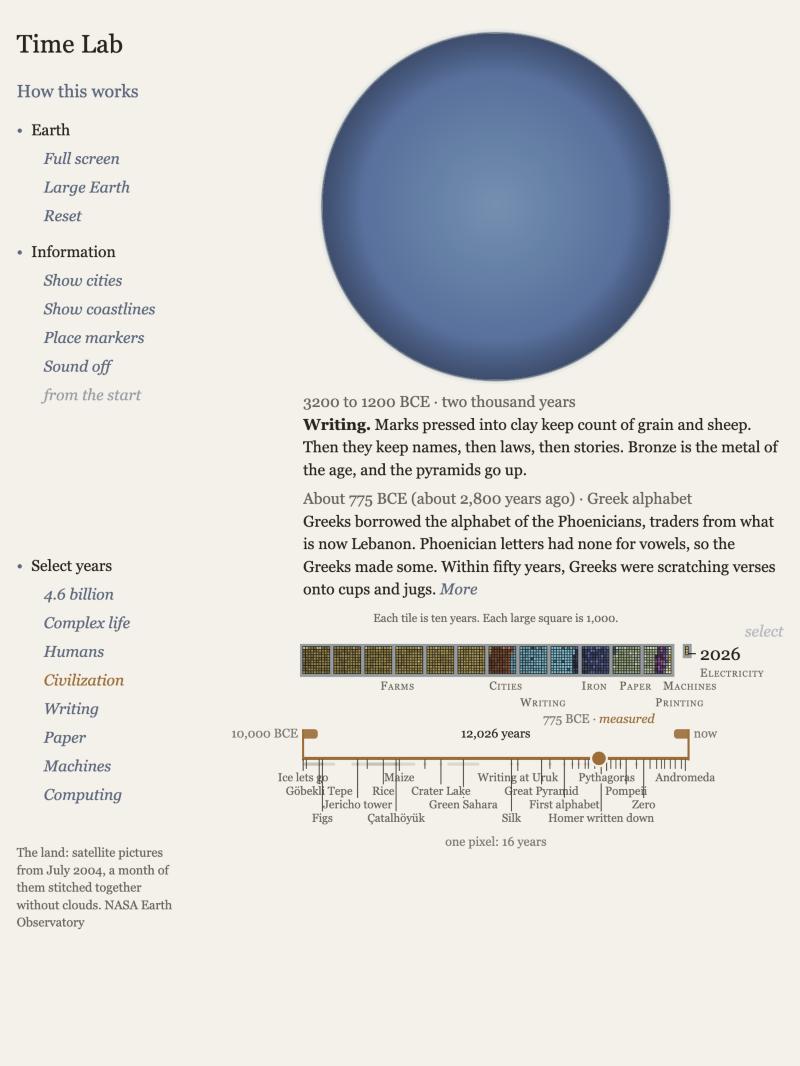 Time Lab
How this works
• Earth
Full screen
Large Earth
Reset
• Information
Show cities
Show coastlines
Place markers
Sound off
from the start
3200 to 1200 BCE · two thousand years
Writing. Marks pressed into clay keep count of grain and sheep.
Then they keep names, then laws, then stories. Bronze is the metal of
the age, and the pyramids go up.
About 775 BCE (about 2,800 years ago) · Greek alphabet
Greeks borrowed the alphabet of the Phoenicians, traders from what
is now Lebanon. Phoenician letters had none for vowels, so the
Greeks made some. Within fifty years, Greeks were scratching verses
onto cups and jugs. More
• Select years
4.6 billion
Complex life
Humans
Civilization
Writing
Paper
Machines
Computing
Each tile is ten years. Each large square is 1,000.
select
2026
Electricity
Farms Cities Iron Paper Machines
Writing Printing
775 BCE · measured
10,000 BCE 12,026 years now
Ice lets go Maize Writing at Uruk Pythagoras Andromeda
Göbekli Tepe Rice Crater Lake Great Pyramid Pompeii
Jericho tower Green Sahara First alphabet Zero
Figs Çatalhöyük Silk Homer written down
one pixel: 16 years
The land: satellite pictures
from July 2004, a month of
them stitched together
without clouds. NASA Earth
Observatory